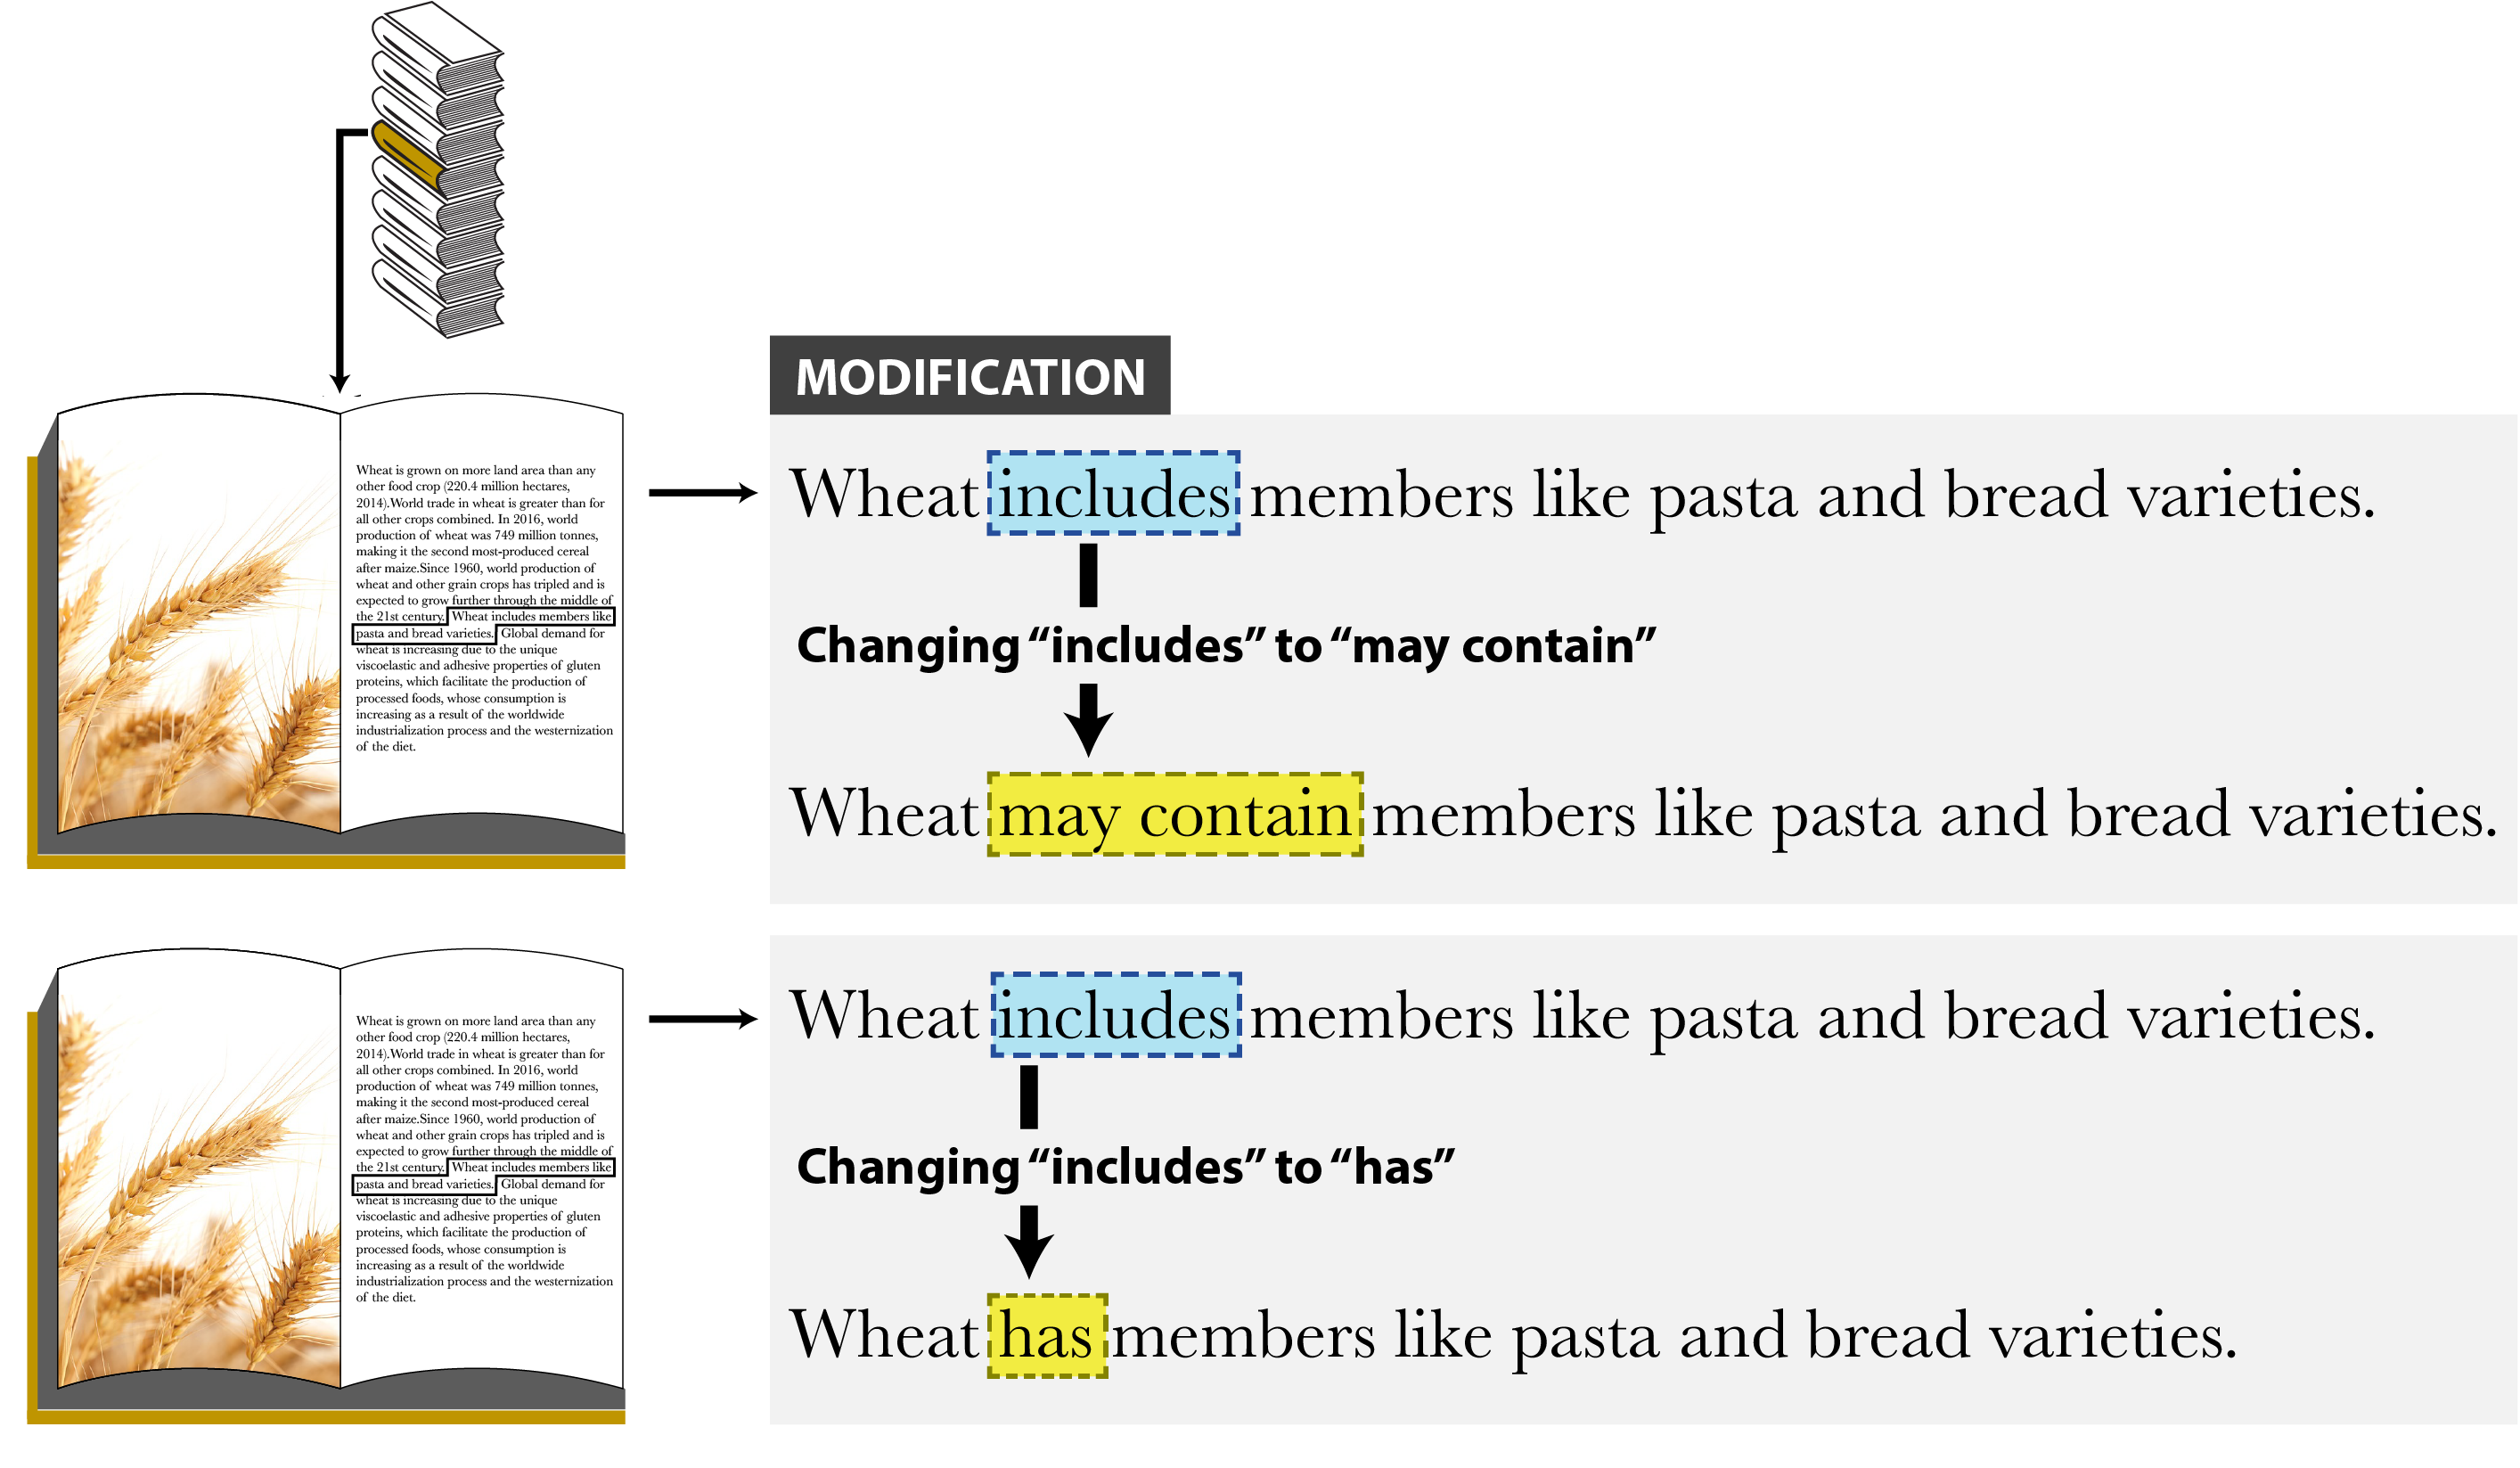 MODIFICATION
Wheat is grown on more land area than any
other food crop (220.4 million hectares,
2014).World trade in wheat is greater than for
all other crops combined. In 2016, world
production of wheat was 749 million tonnes,
making it the second most-produced cereal
after maize.Since 1960, world production of
wheat and other grain crops has tripled and is
expected to grow further through the middle of
the 21st century. Wheat includes members like
pasta and bread varieties. Global demand for
wheat is increasing due to the unique
viscoelastic and adhesive properties of gluten
proteins, which facilitate the production of
processed foods, whose consumption is
increasing as a result of the worldwide
industrialization process and the westernization
of the diet.
Wheat includes members like pasta and bread varieties.
Changing “includes” to “may contain”
Wheat may contain members like pasta and bread varieties.
Wheat is grown on more land area than any
other food crop (220.4 million hectares,
2014).World trade in wheat is greater than for
all other crops combined. In 2016, world
production of wheat was 749 million tonnes,
making it the second most-produced cereal
after maize.Since 1960, world production of
wheat and other grain crops has tripled and is
expected to grow further through the middle of
the 21st century. Wheat includes members like
pasta and bread varieties. Global demand for
wheat is increasing due to the unique
viscoelastic and adhesive properties of gluten
proteins, which facilitate the production of
processed foods, whose consumption is
increasing as a result of the worldwide
industrialization process and the westernization
of the diet.
Wheat includes members like pasta and bread varieties.
Changing “includes” to “has”
Wheat has members like pasta and bread varieties.